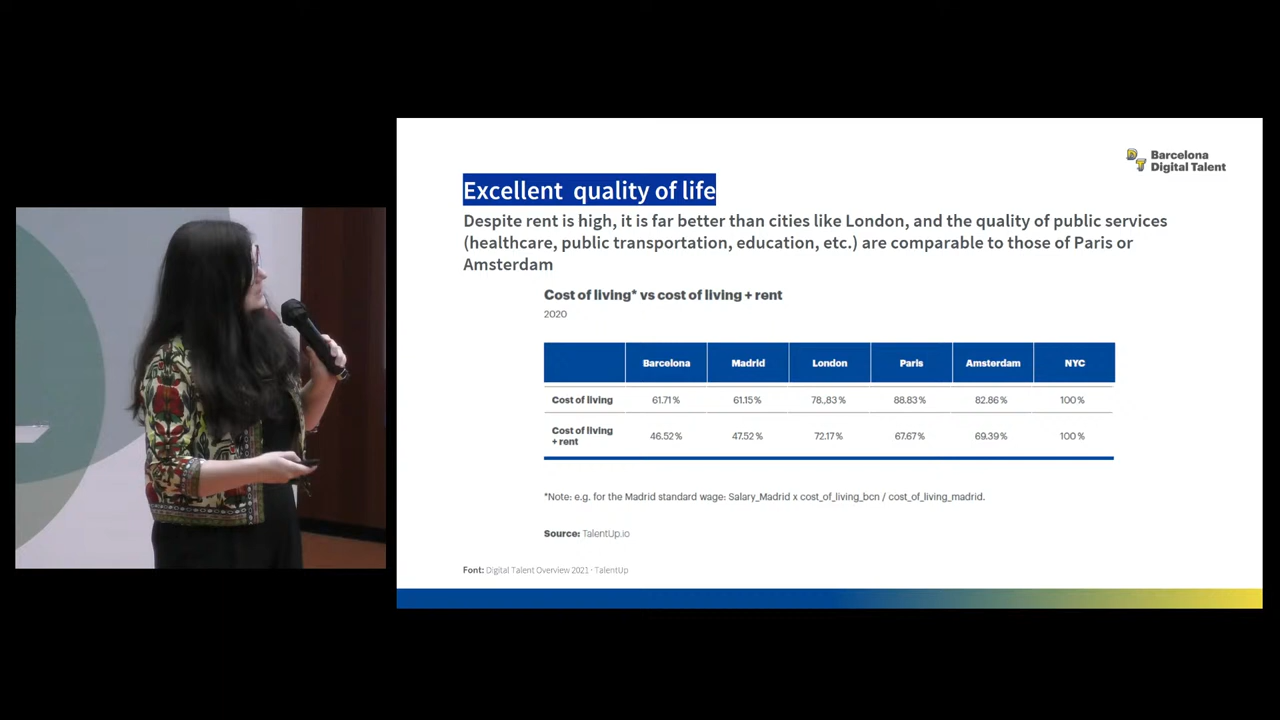 Barcelona
Digital Talent
Excellent quality of life
Despite rent is high, it is far better than cities like London, and the quality of public services
(healthcare, public transportation, education, etc.) are comparable to those of Paris or
Amsterdam
Cost of living* vs cost of living + rent
2020
Barcelona Madrid London Paris Amsterdam NYC
Cost of living 61.71 % 61.15% 78.,83 % 88.83% 82.86% 100 %
Cost of living
+ rent 46.52 % 47.52 % 72.17 % 67.67% 69.39% 100 %
*Note: e.g. for the Madrid standard wage: Salary_Madrid x cost_of_living_bcn / cost_of_living_madrid.
Source: TalentUp.io
Font: Digital Talent Overview 2021 · TalentUp